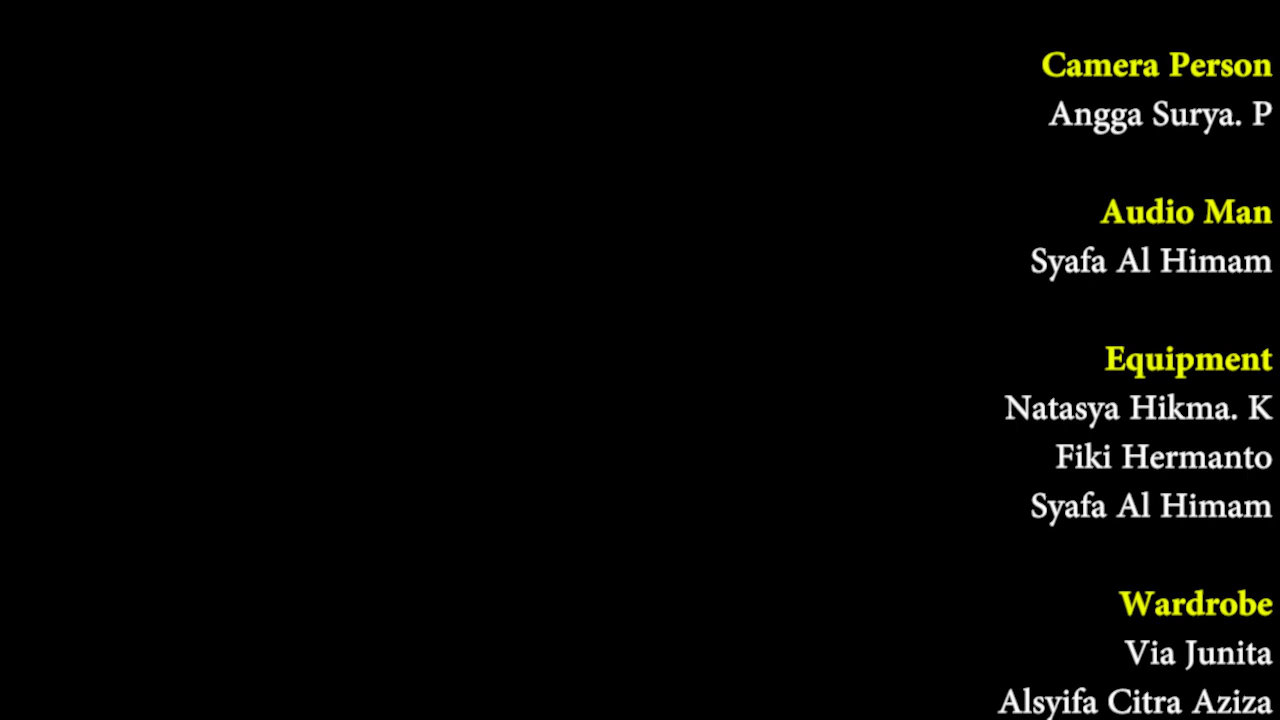 Camera Person
Angga Surya. P
Audio Man
Syafa Al Himam
Equipment
Natasya Hikma. K
Fiki Hermanto
Syafa Al Himam
Wardrobe
Via Junita
Alsyifa Citra Aziza